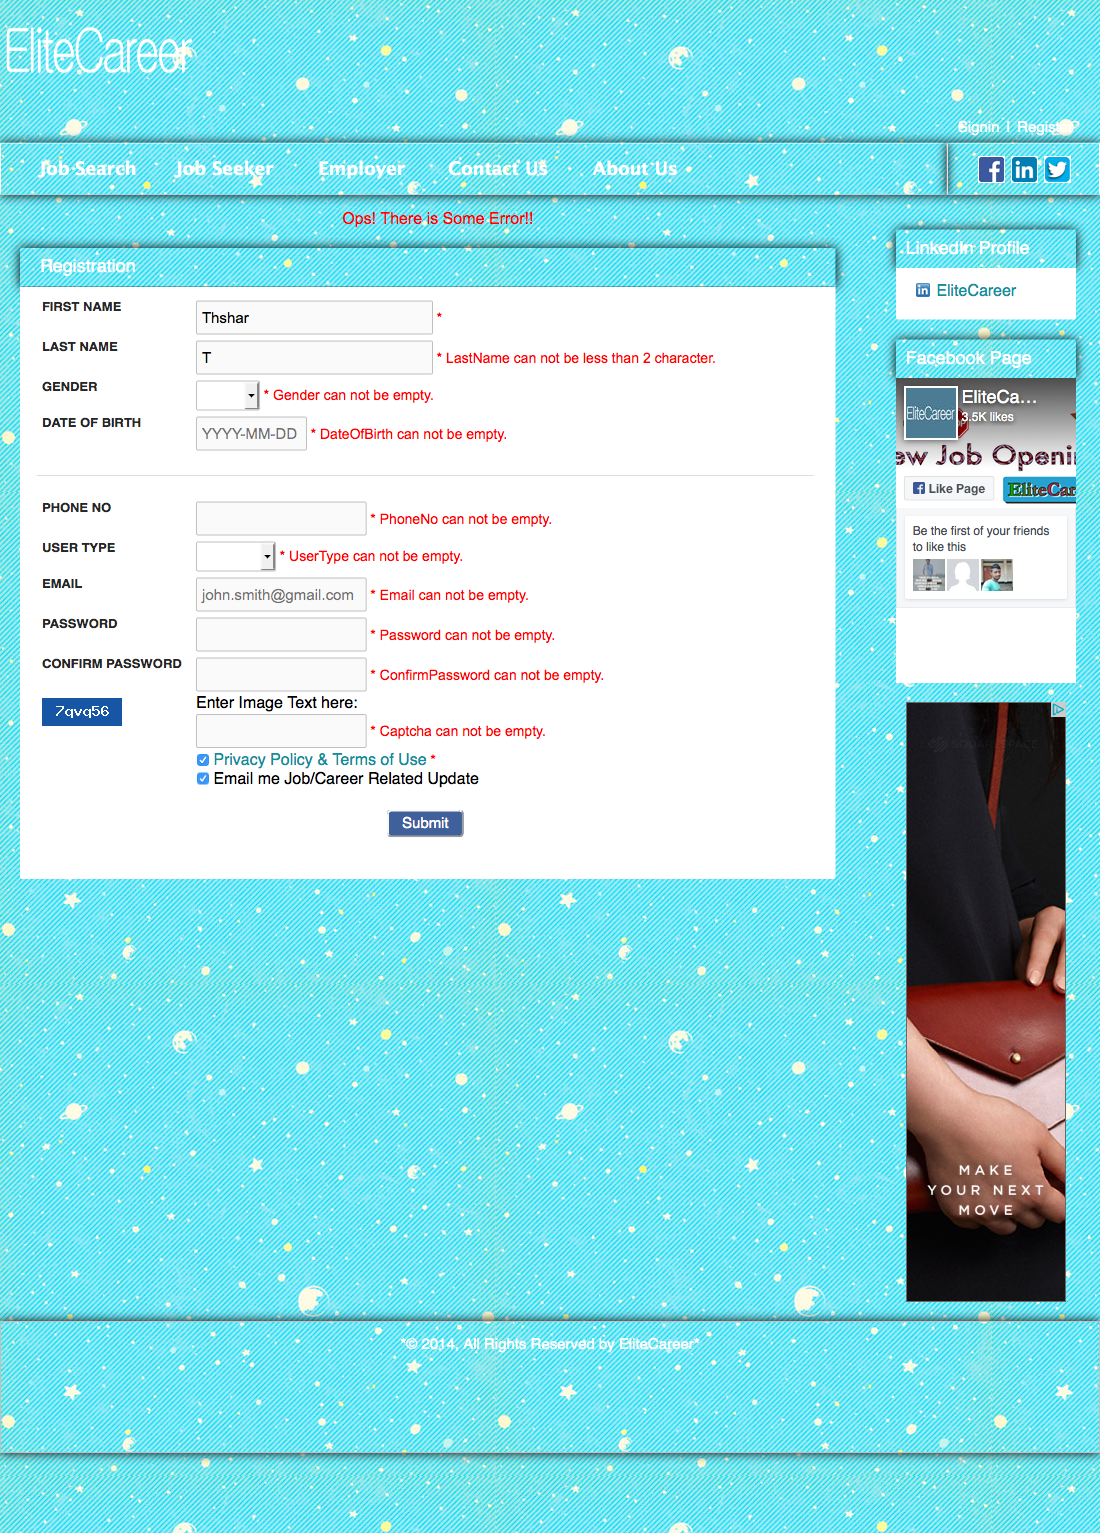 EliteCareer
Signin | Regist
Job Search Job Seeker Employer Contact US About Us
Ops! There is Some Error!!
Registration
FIRST NAME Thshar *
LAST NAME T * LastName can not be less than 2 character.
GENDER * Gender can not be empty.
DATE OF BIRTH YYYY-MM-DD * DateOfBirth can not be empty.
PHONE NO * PhoneNo can not be empty.
USER TYPE * UserType can not be empty.
EMAIL john.smith@gmail.com * Email can not be empty.
PASSWORD * Password can not be empty.
CONFIRM PASSWORD * ConfirmPassword can not be empty.
7qvq56 Enter Image Text here:
* Captcha can not be empty.
Privacy Policy & Terms of Use *
Email me Job/Career Related Update
Submit
LinkedIn Profile
EliteCareer
Facebook Page
EliteCareer
EliteCa...
3.5K likes
ew Job Openi
Like Page
EliteCar
Be the first of your friends
to like this
SQUARESPACE
MAKE
YOUR NEXT
MOVE
*© 2014, All Rights Reserved by EliteCareer*